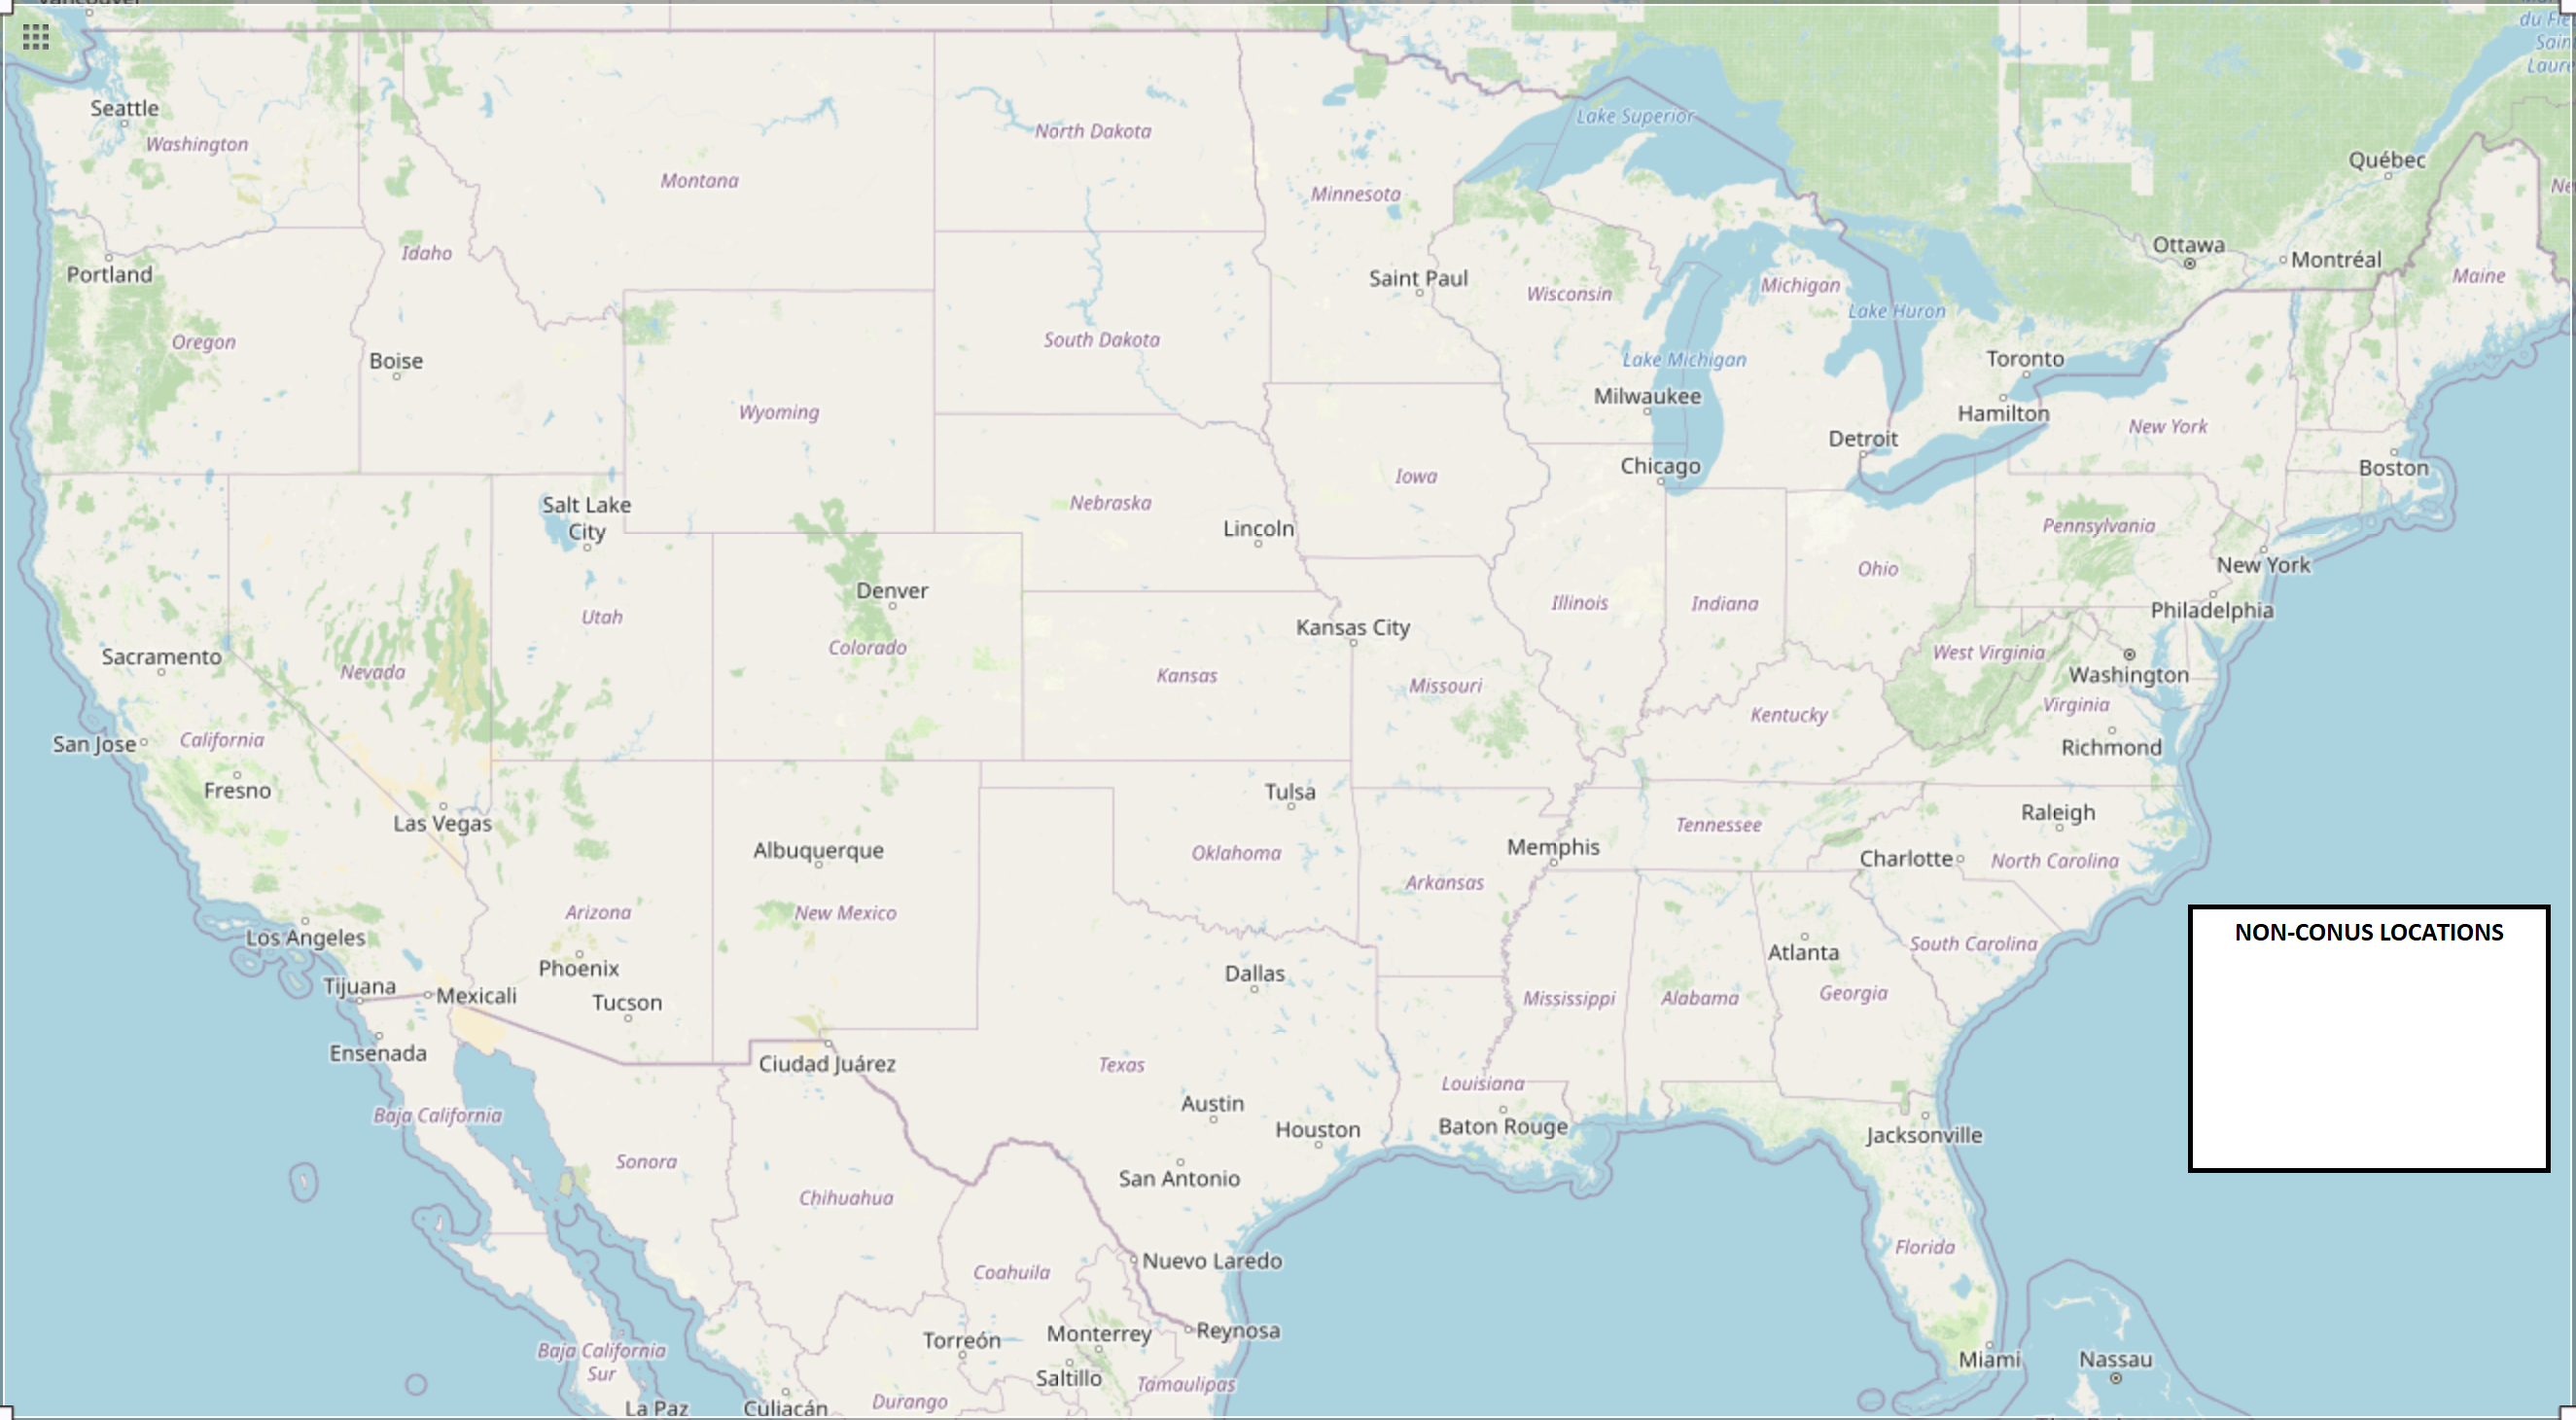 Vancouver
Seattle
Washington
Portland
Oregon
Idaho
Boise
Montana
North Dakota
South Dakota
Wyoming
Minnesota
Saint Paul
Wisconsin
Lake Superior
Michigan
Lake Huron
Lake Michigan
Milwaukee
Chicago
Detroit
Toronto
Hamilton
Ottawa
Montréal
Québec
Maine
New York
Boston
Salt Lake
City
Utah
Nevada
Sacramento
San Jose
California
Fresno
Las Vegas
Los Angeles
Denver
Colorado
Nebraska
Lincoln
Iowa
Kansas City
Kansas
Missouri
Illinois
Indiana
Ohio
Pennsylvania
New York
Philadelphia
West Virginia
Washington
Virginia
Richmond
Kentucky
Tennessee
Memphis
Raleigh
Charlotte
North Carolina
South Carolina
Tulsa
Oklahoma
Arkansas
Albuquerque
New Mexico
Arizona
Phoenix
Tucson
Tijuana
Mexicali
Ensenada
Baja California
Ciudad Juárez
Sonora
Chihuahua
Dallas
Texas
Austin
Houston
San Antonio
Louisiana
Baton Rouge
Mississippi
Alabama
Atlanta
Georgia
Jacksonville
Florida
Miami
Nassau
NON-CONUS LOCATIONS
Nuevo Laredo
Coahuila
Reynosa
Torreón
Monterrey
Saltillo
Tamaulipas
Durango
Culiacán
La Paz
Baja California
Sur
du Fle
Sain
Laure